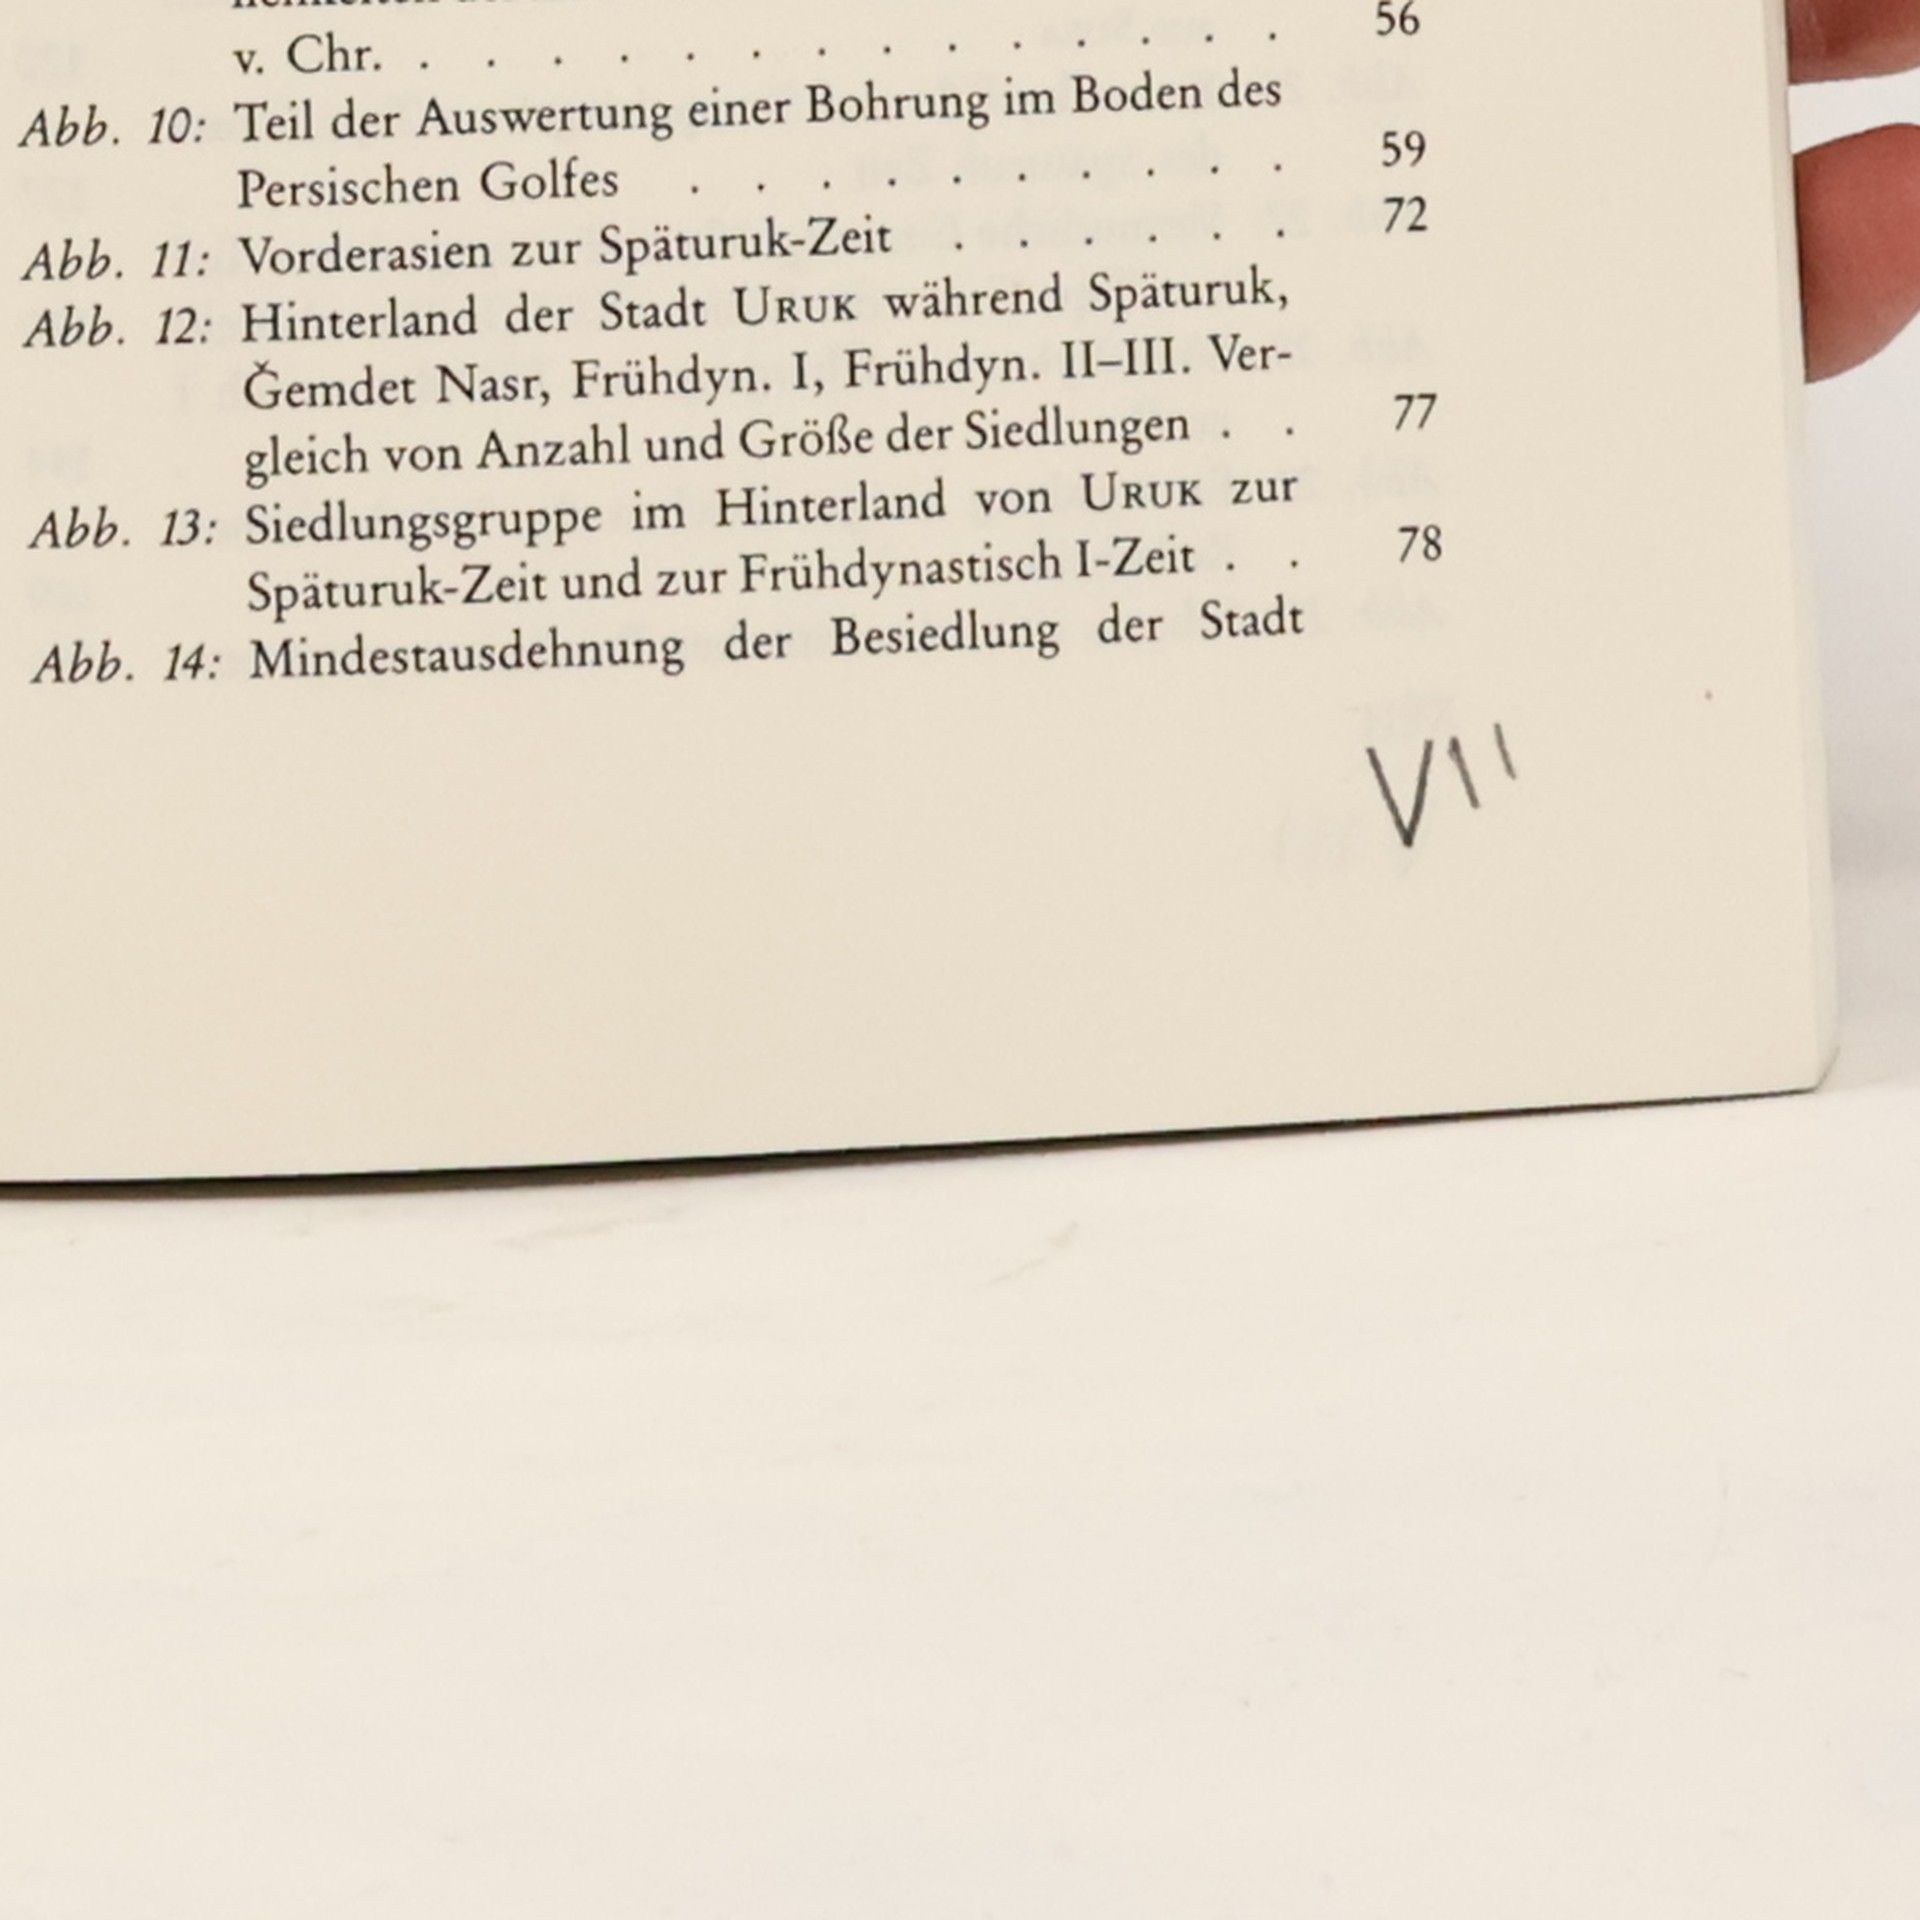 v. Chr. . . . . . . . . . . . . . . 56
Abb. 10: Teil der Auswertung einer Bohrung im Boden des
Persischen Golfes . . . . . . . . . . 59
Abb. 11: Vorderasien zur Späturuk-Zeit . . . . . . 72
Abb. 12: Hinterland der Stadt URUK während Späturuk,
Ǧemdet Nasr, Frühdyn. I, Frühdyn. II–III. Ver-
gleich von Anzahl und Größe der Siedlungen . . 77
Abb. 13: Siedlungsgruppe im Hinterland von URUK zur
Späturuk-Zeit und zur Frühdynastisch I-Zeit . . 78
Abb. 14: Mindestausdehnung der Besiedlung der Stadt
VII